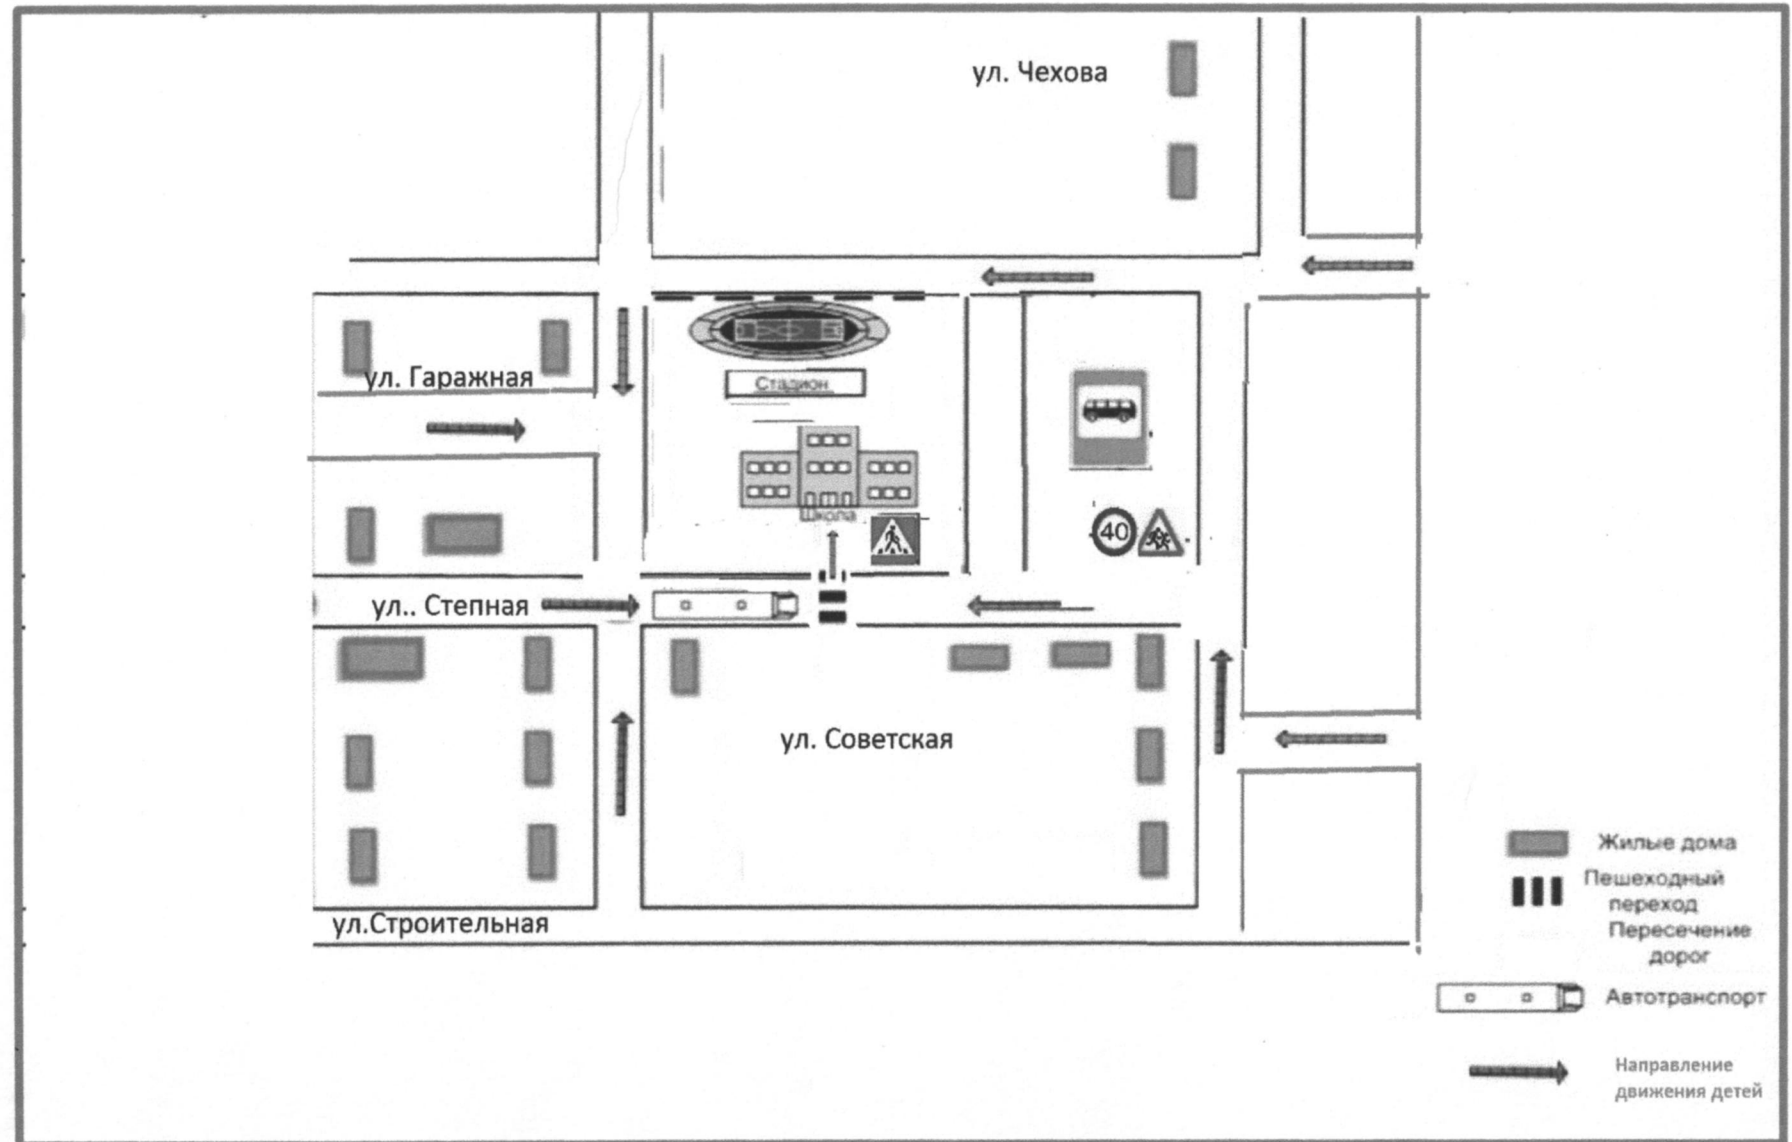 ул. Чехова
ул. Гаражная
Стадион
Школа
40
ул.. Степная
ул. Советская
ул.Строительная
Жилые дома
Пешеходный
переход
Пересечение
дорог
Автотранспорт
Направление
движения детей